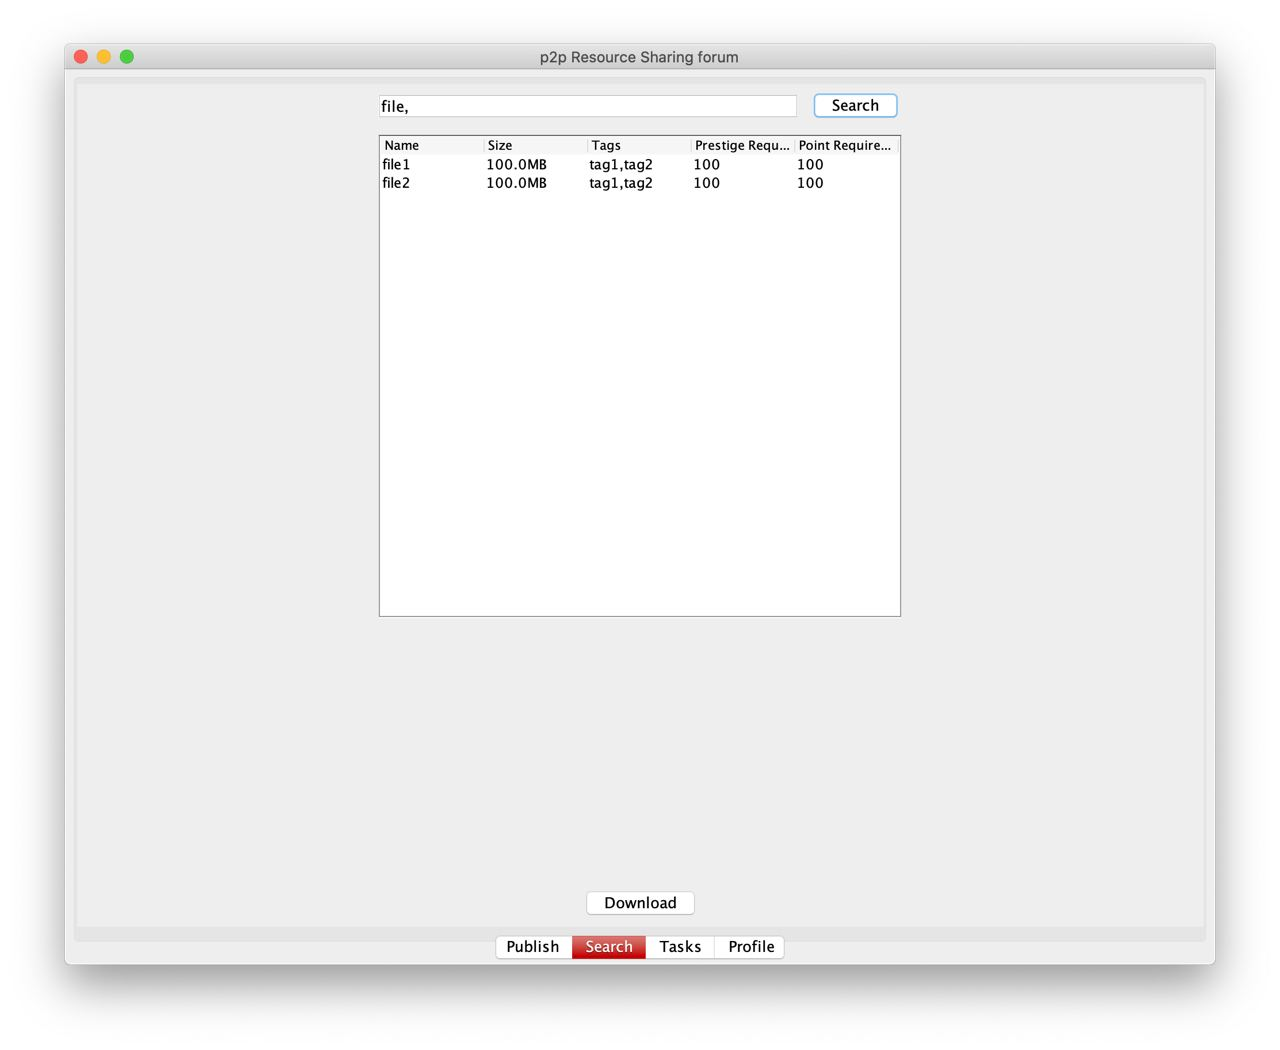 p2p Resource Sharing forum
file, Search
Name Size Tags Prestige Requ... Point Require...
file1 100.0MB tag1,tag2 100 100
file2 100.0MB tag1,tag2 100 100
Download
Publish Search Tasks Profile